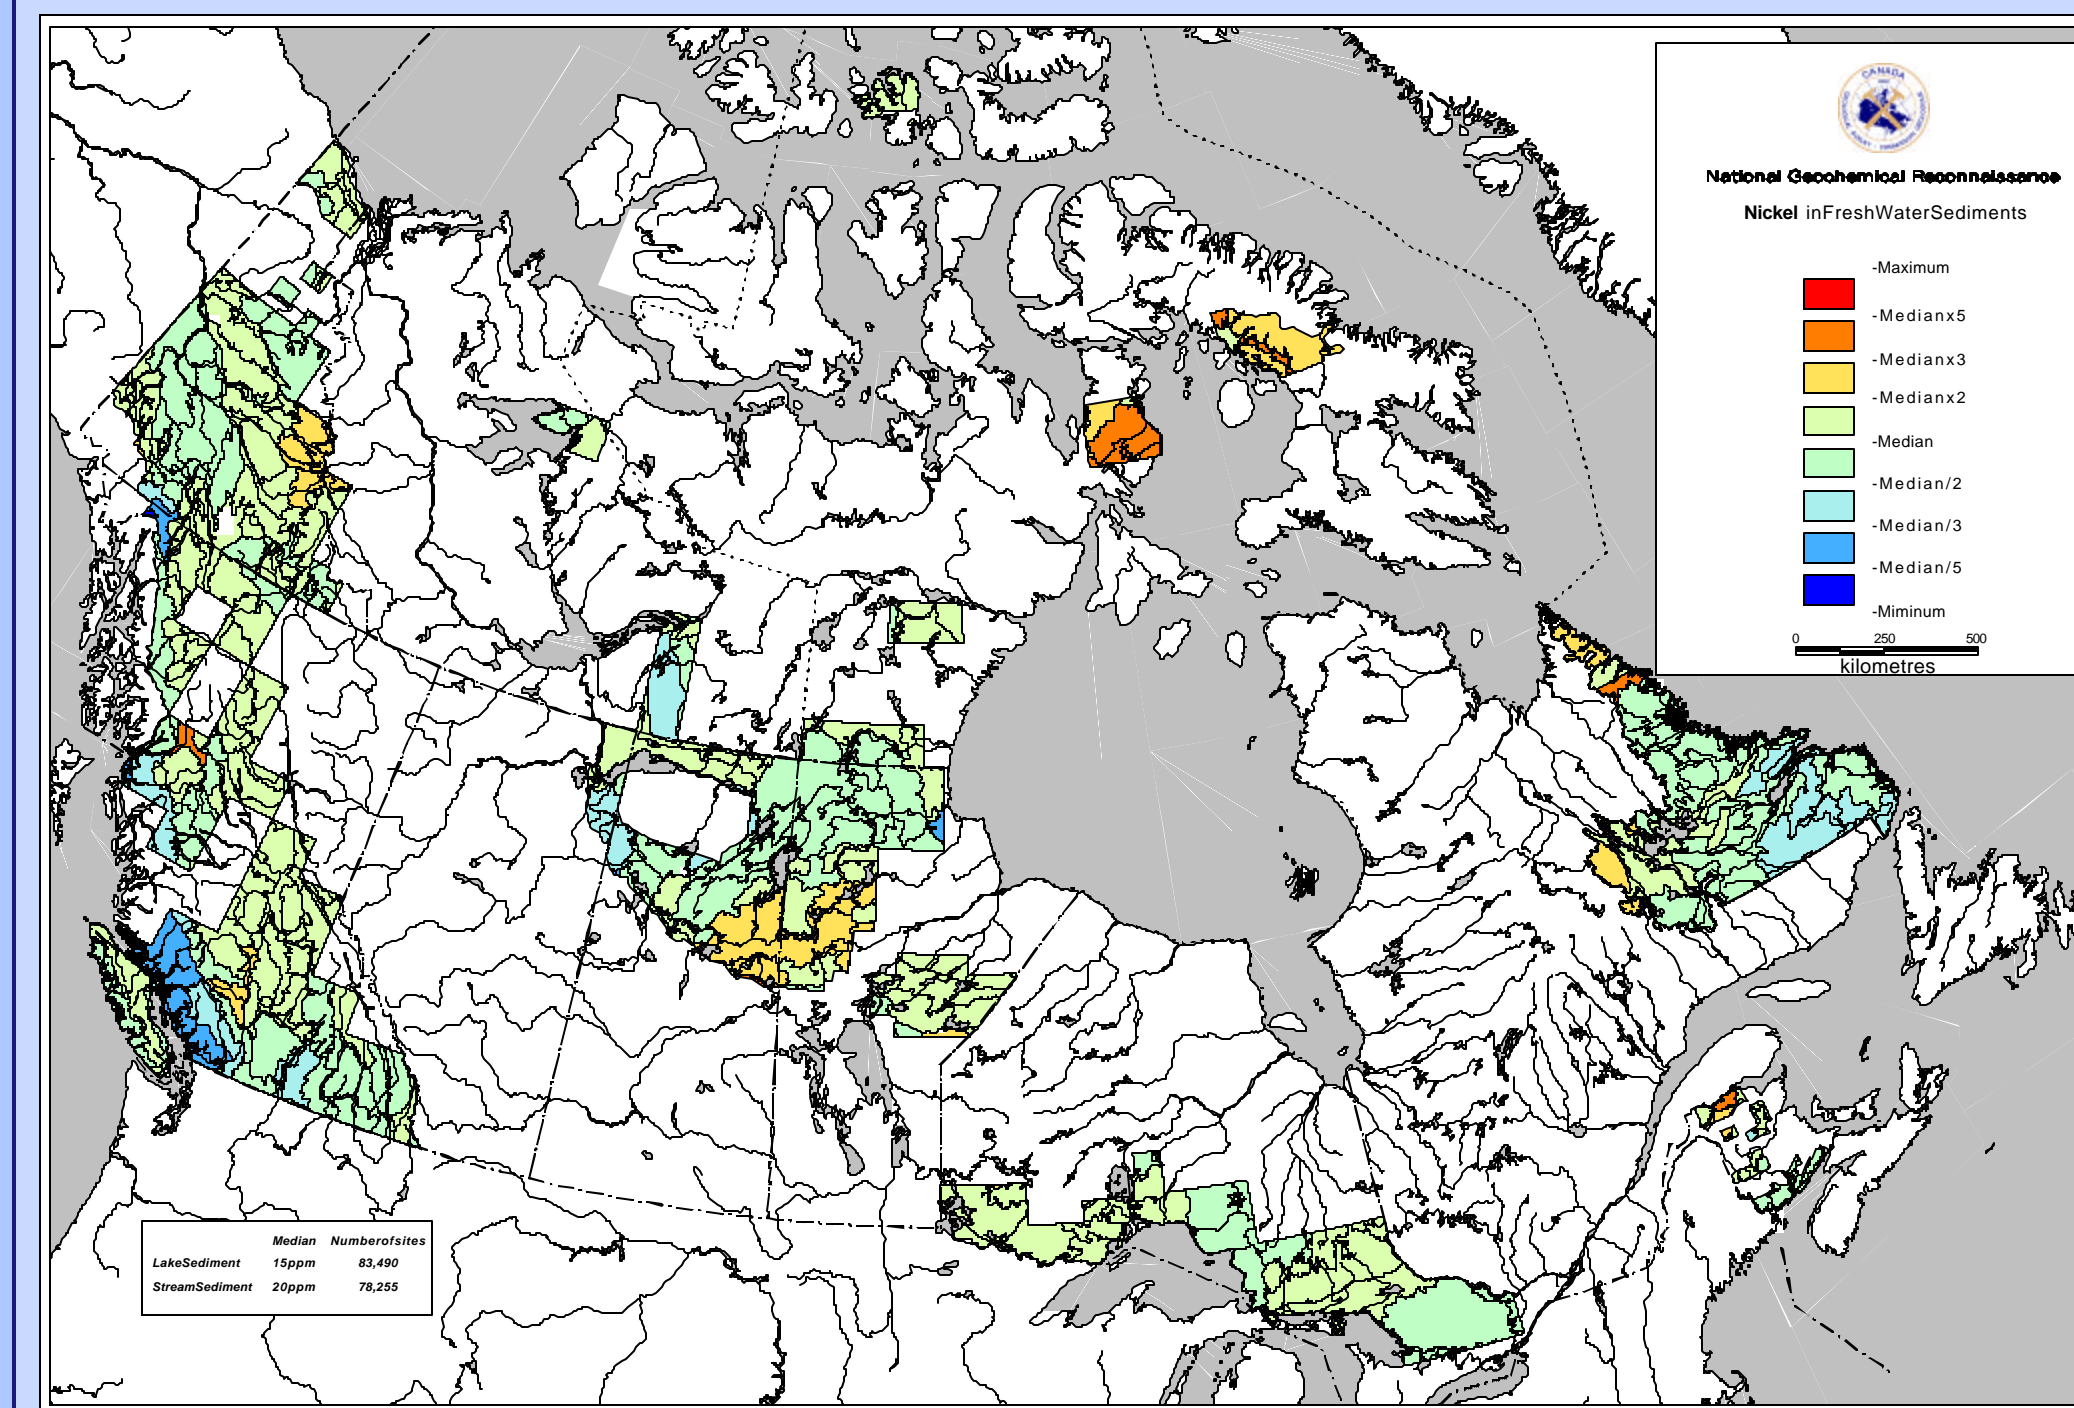 CANADA
National Geochemical Reconnaissance
Nickel inFreshWaterSediments
-Maximum
-Medianx5
-Medianx3
-Medianx2
-Median
-Median/2
-Median/3
-Median/5
-Miminum
0 250 500
kilometres
Median Numberofsites
LakeSediment 15ppm 83,490
StreamSediment 20ppm 78,255